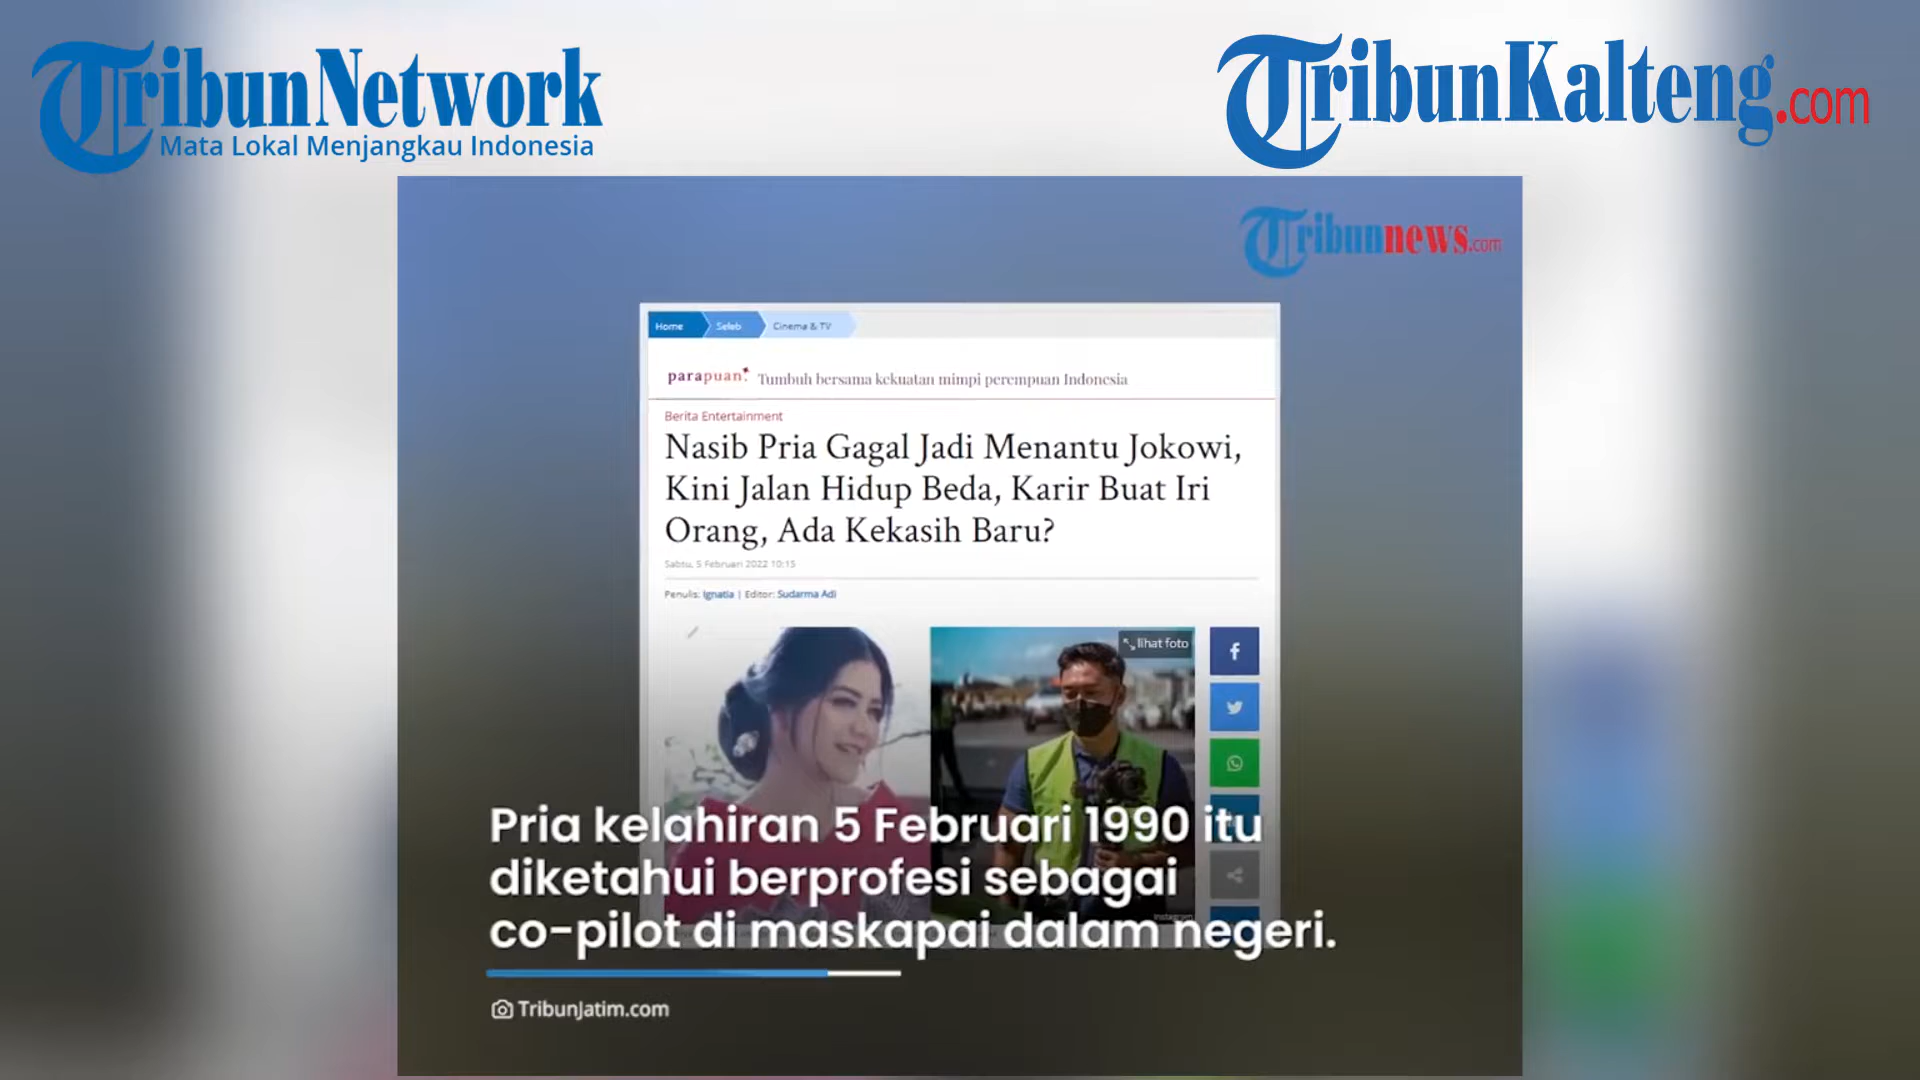 TribunNetwork
Mata Lokal Menjangkau Indonesia
TribunKalteng.com
Tribunnews.com
Home Seleb Cinema & TV
parapuan. Tumbuh bersama kekuatan mimpi perempuan Indonesia
Berita Entertainment
Nasib Pria Gagal Jadi Menantu Jokowi,
Kini Jalan Hidup Beda, Karir Buat Iri
Orang, Ada Kekasih Baru?
Sabtu, 5 Februari 2022 10:15
Penulis: Ignatia | Editor: Sudarma Adi
lihat foto
Pria kelahiran 5 Februari 1990 itu
diketahui berprofesi sebagai
co-pilot di maskapai dalam negeri.
Instagram
TribunJatim.com